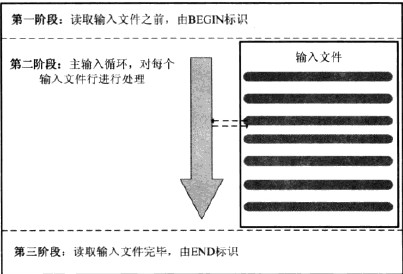 第一阶段：读取输入文件之前，由BEGIN标识
第二阶段：主输入循环，对每个
输入文件行进行处理
输入文件
第三阶段：读取输入文件完毕，由END标识